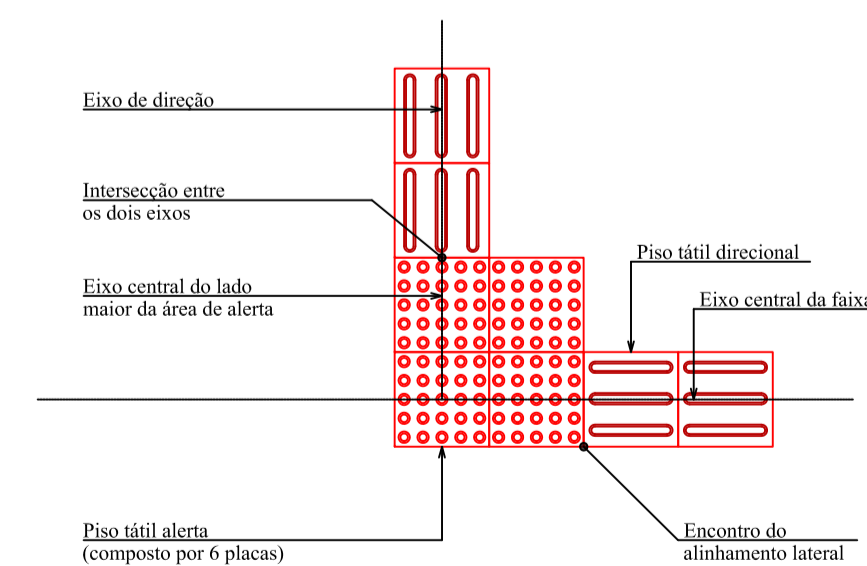 Eixo de direção
Intersecção entre
os dois eixos
Eixo central do lado
maior da área de alerta
Piso tátil direcional
Eixo central da faixa
Piso tátil alerta
(composto por 6 placas)
Encontro do
alinhamento lateral